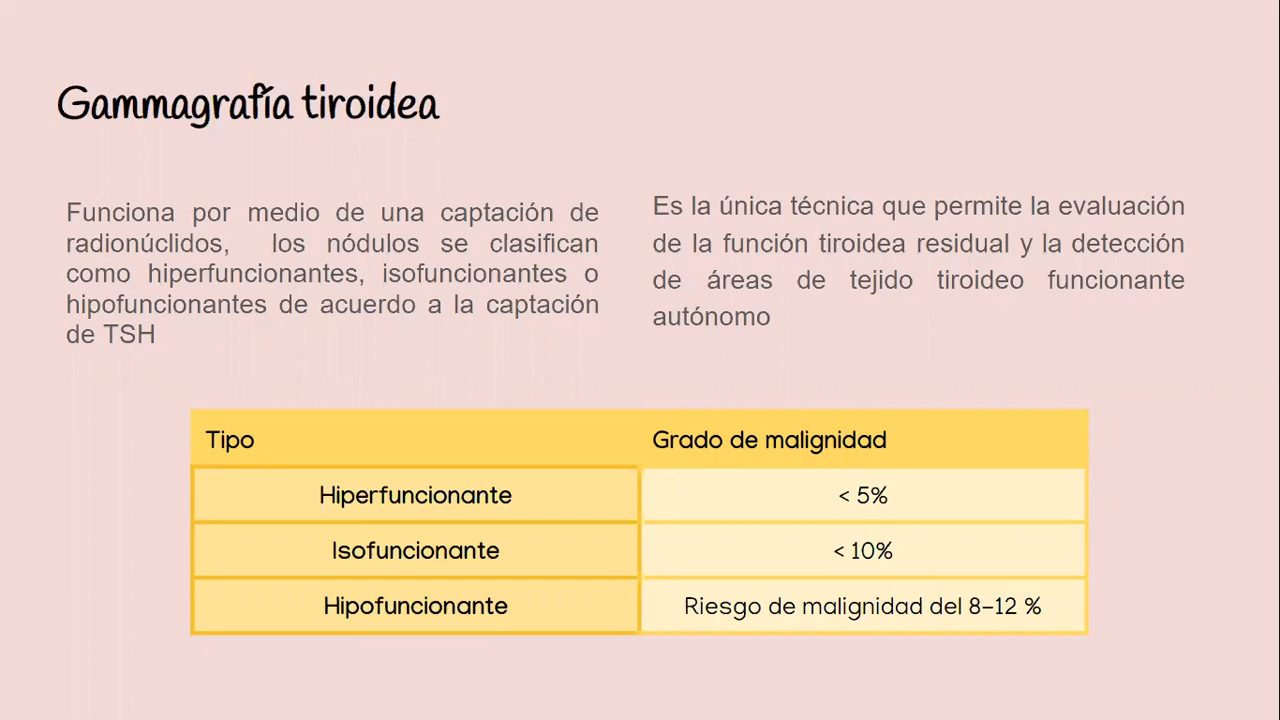 Gammagrafía tiroidea
Funciona por medio de una captación de
radionúclidos, los nódulos se clasifican
como hiperfuncionantes, isofuncionantes o
hipofuncionantes de acuerdo a la captación
de TSH
Es la única técnica que permite la evaluación
de la función tiroidea residual y la detección
de áreas de tejido tiroideo funcionante
autónomo
Tipo Grado de malignidad
Hiperfuncionante < 5%
Isofuncionante < 10%
Hipofuncionante Riesgo de malignidad del 8–12 %